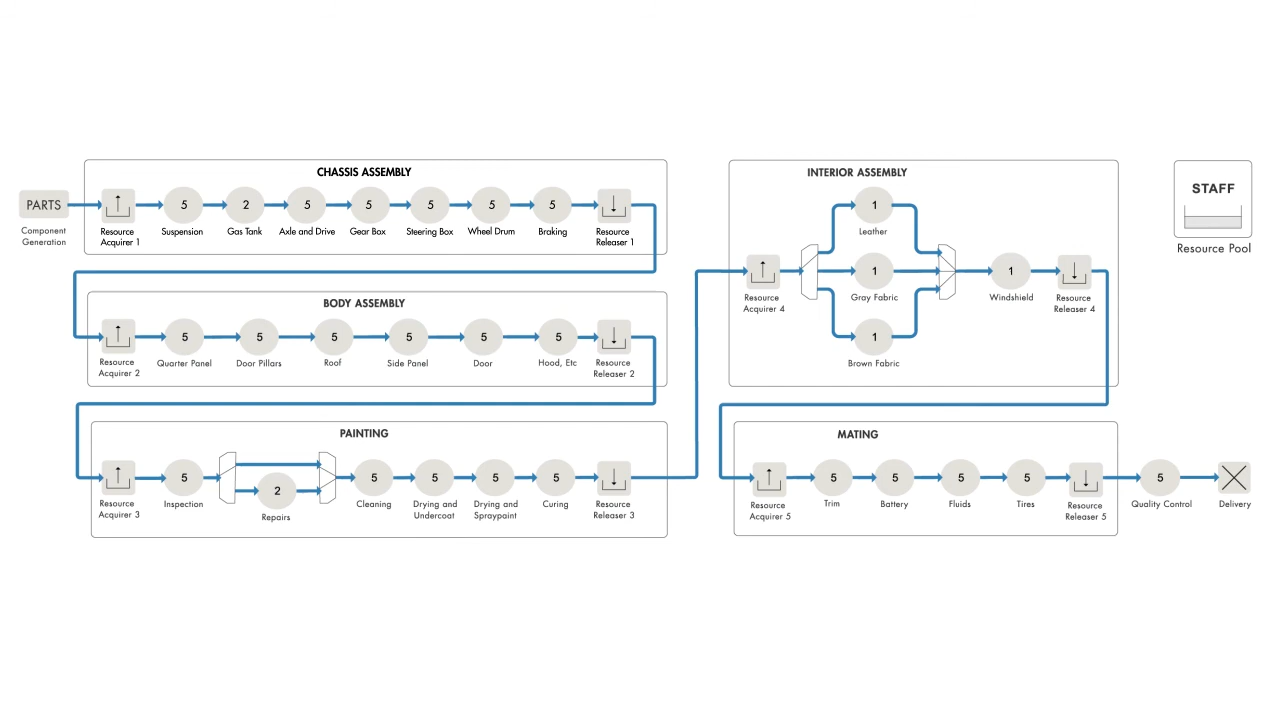 CHASSIS ASSEMBLY
PARTS
5
2
5
5
5
5
5
Component
Generation
Resource
Acquirer 1
Suspension
Gas Tank
Axle and Drive
Gear Box
Steering Box
Wheel Drum
Braking
Resource
Releaser 1
BODY ASSEMBLY
5
5
5
5
5
5
Resource
Acquirer 2
Quarter Panel
Door Pillars
Roof
Side Panel
Door
Hood, Etc
Resource
Releaser 2
PAINTING
5
2
5
5
5
5
Resource
Acquirer 3
Inspection
Repairs
Cleaning
Drying and
Undercoat
Drying and
Spraypaint
Curing
Resource
Releaser 3
INTERIOR ASSEMBLY
1
Leather
Resource
Acquirer 4
1
Gray Fabric
1
Brown Fabric
1
Windshield
Resource
Releaser 4
MATING
Resource
Acquirer 5
5
Trim
5
Battery
5
Fluids
5
Tires
Resource
Releaser 5
5
Quality Control
Delivery
STAFF
Resource Pool